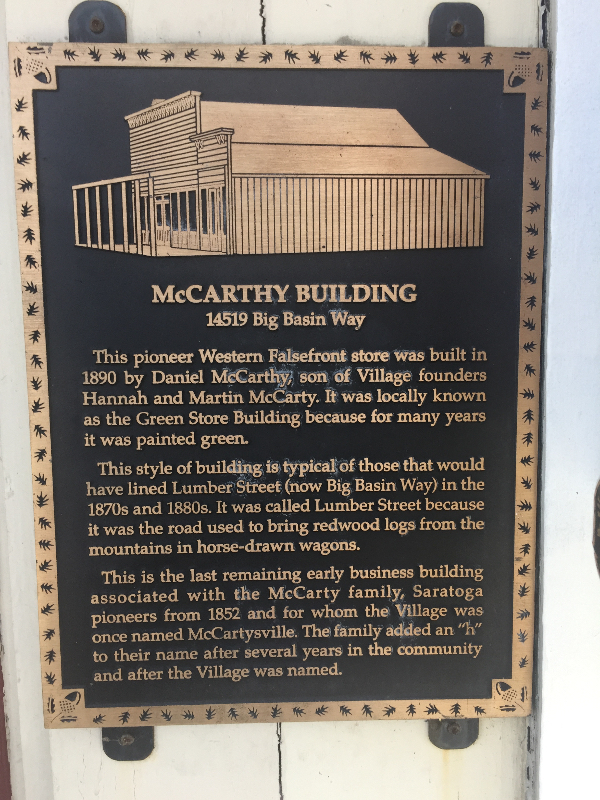 McCARTHY BUILDING
14519 Big Basin Way
This pioneer Western Falsefront store was built in
1890 by Daniel McCarthy, son of Village founders
Hannah and Martin McCarty. It was locally known
as the Green Store Building because for many years
it was painted green.
This style of building is typical of those that would
have lined Lumber Street (now Big Basin Way) in the
1870s and 1880s. It was called Lumber Street because
it was the road used to bring redwood logs from the
mountains in horse-drawn wagons.
This is the last remaining early business building
associated with the McCarty family, Saratoga
pioneers from 1852 and for whom the Village was
once named McCartysville. The family added an "h"
to their name after several years in the community
and after the Village was named.